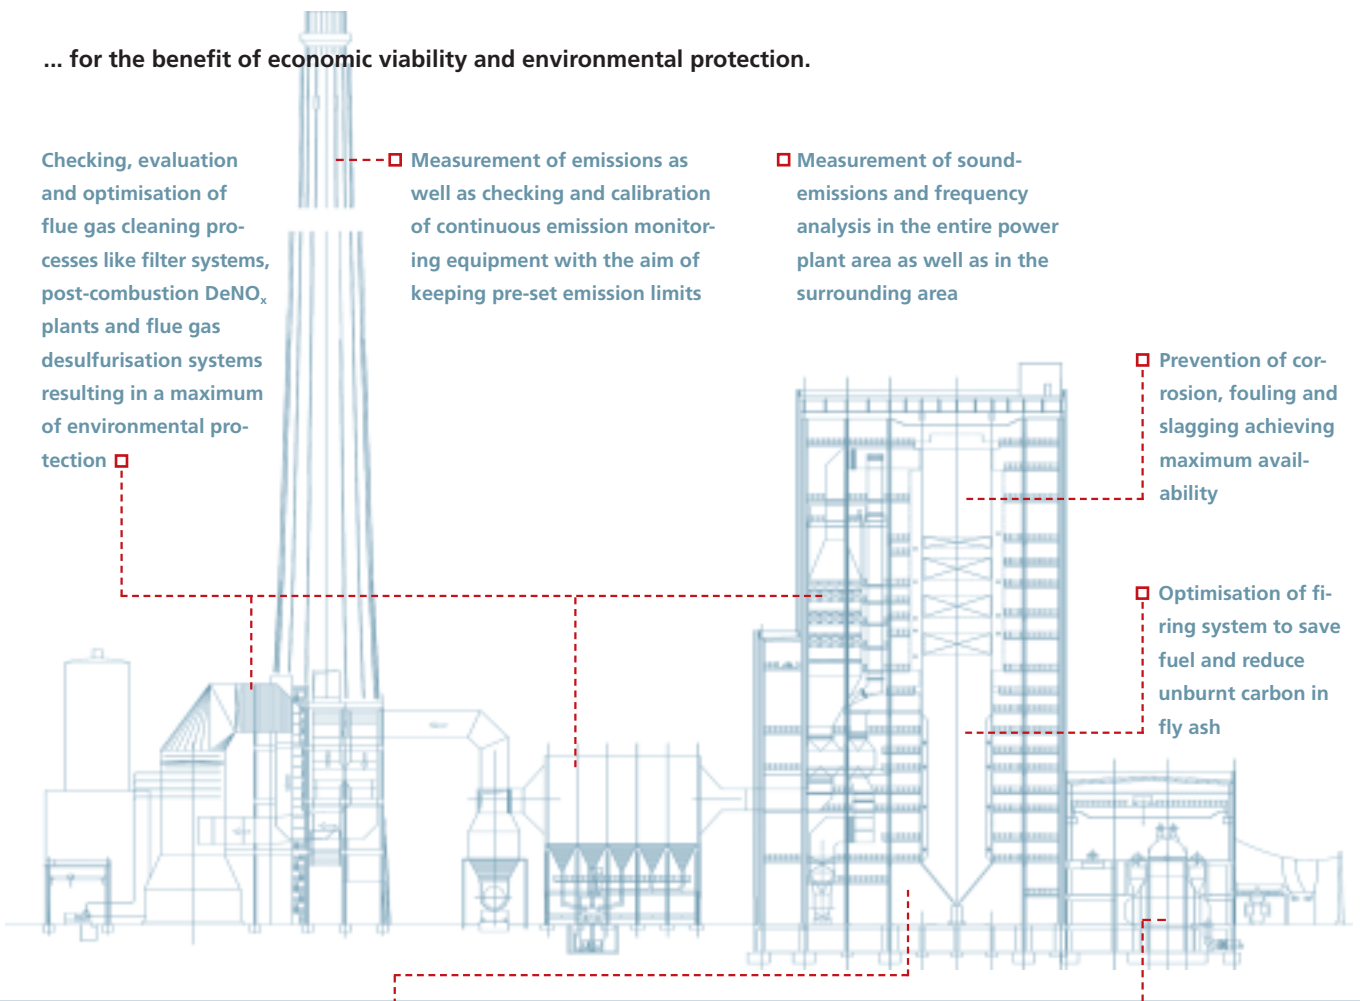 ... for the benefit of economic viability and environmental protection.
Checking, evaluation
and optimisation of
flue gas cleaning pro-
cesses like filter systems,
post-combustion DeNOx
plants and flue gas
desulfurisation systems
resulting in a maximum
of environmental pro-
tection
Measurement of emissions as
well as checking and calibration
of continuous emission monitor-
ing equipment with the aim of
keeping pre-set emission limits
Measurement of sound-
emissions and frequency
analysis in the entire power
plant area as well as in the
surrounding area
Prevention of cor-
rosion, fouling and
slagging achieving
maximum avail-
ability
Optimisation of fi-
ring system to save
fuel and reduce
unburnt carbon in
fly ash